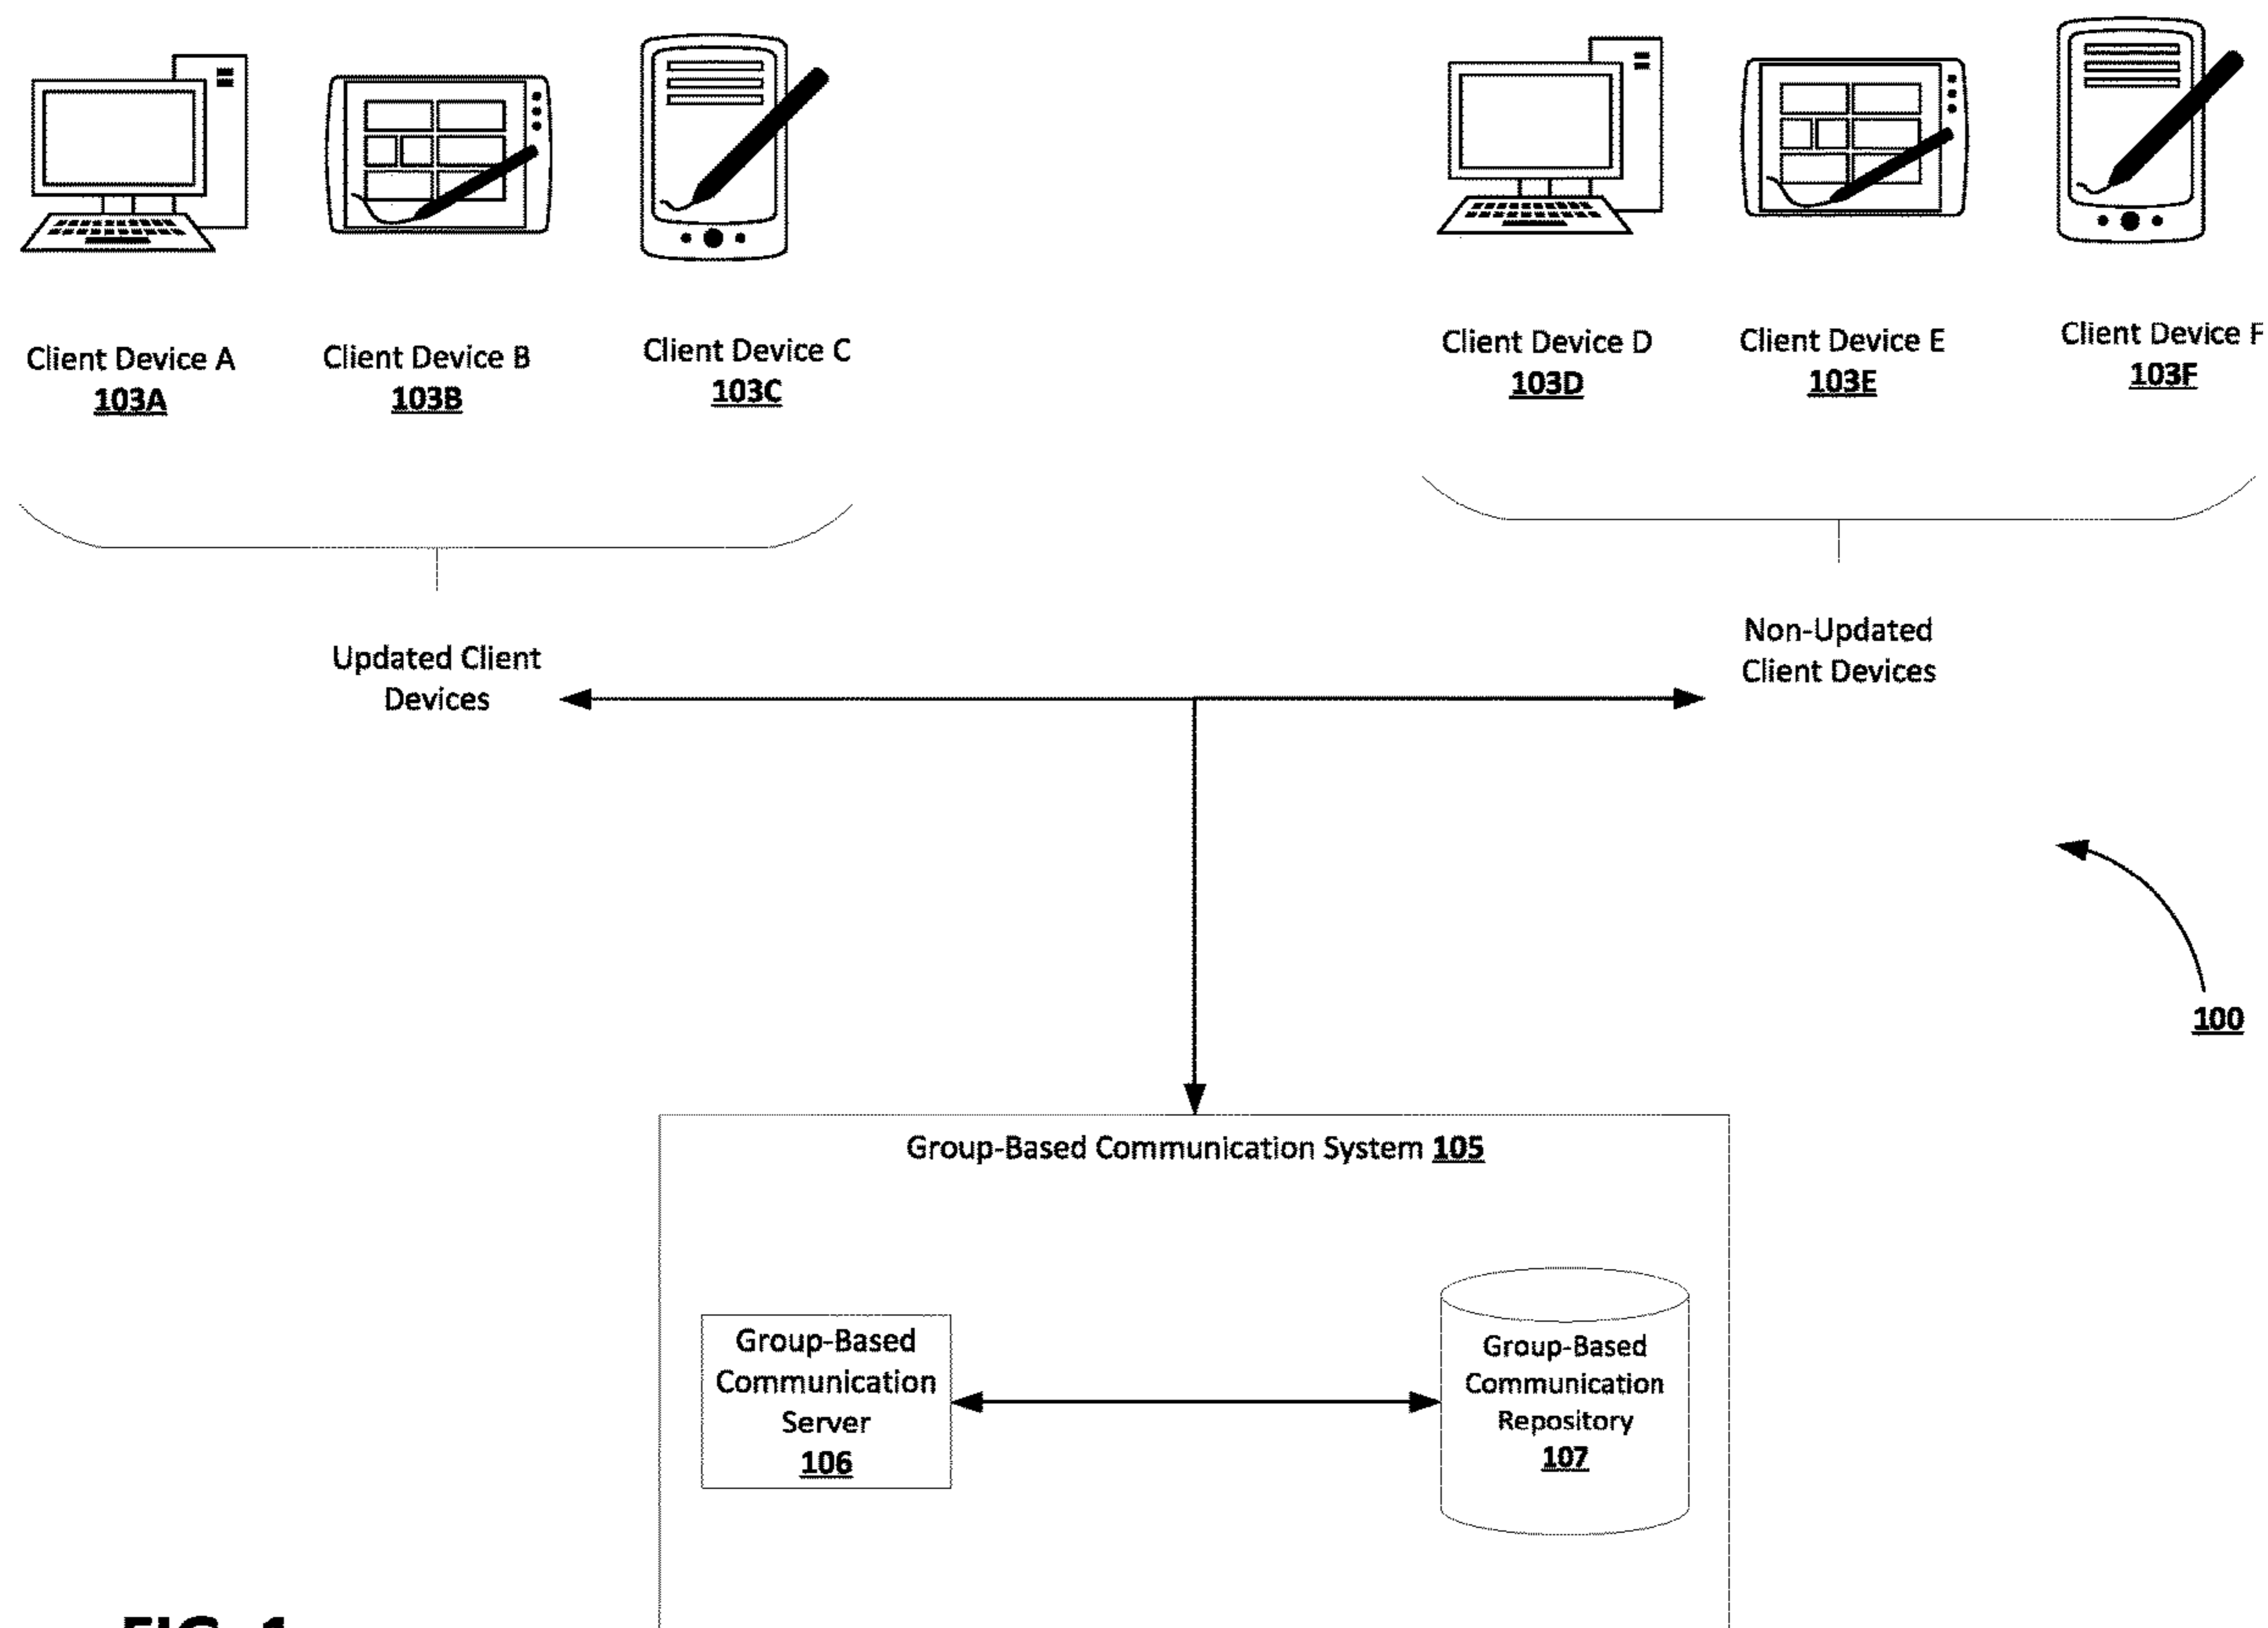 Client Device A
103A
Client Device B
103B
Client Device C
103C
Client Device D
103D
Client Device E
103E
Client Device F
103F
Updated Client
Devices
Non-Updated
Client Devices
100
Group-Based Communication System 105
Group-Based
Communication
Server
106
Group-Based
Communication
Repository
107
FIG. 1